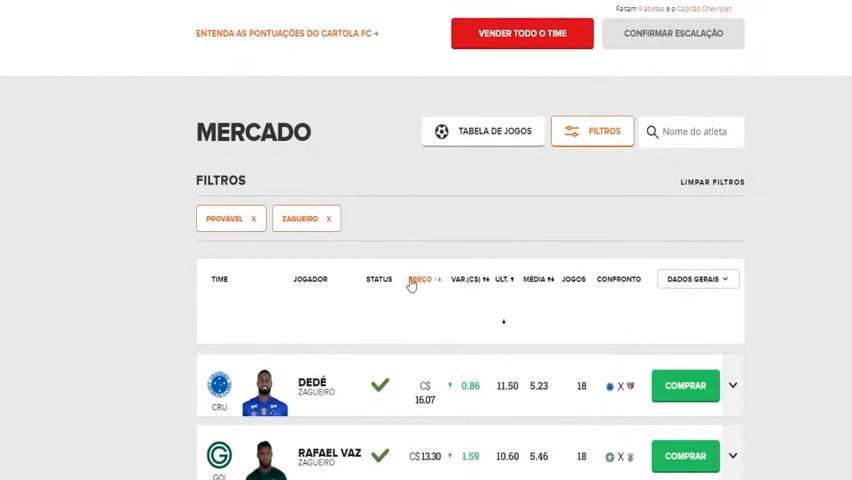 Faltam 9 atletas e o Capitão Chevrolet
ENTENDA AS PONTUAÇÕES DO CARTOLA FC
VENDER TODO O TIME
CONFIRMAR ESCALAÇÃO
MERCADO
TABELA DE JOGOS
FILTROS
Nome do atleta
FILTROS
LIMPAR FILTROS
PROVÁVEL X
ZAGUEIRO X
TIME JOGADOR STATUS PREÇO VAR.(C$) ULT. MÉDIA JOGOS CONFRONTO DADOS GERAIS
DEDÉ
ZAGUEIRO
CRU
C$ 16.07
0.86 11.50 5.23 18 X
COMPRAR
RAFAEL VAZ
ZAGUEIRO
GOI
C$ 13.30 1.59 10.60 5.46 18 X
COMPRAR